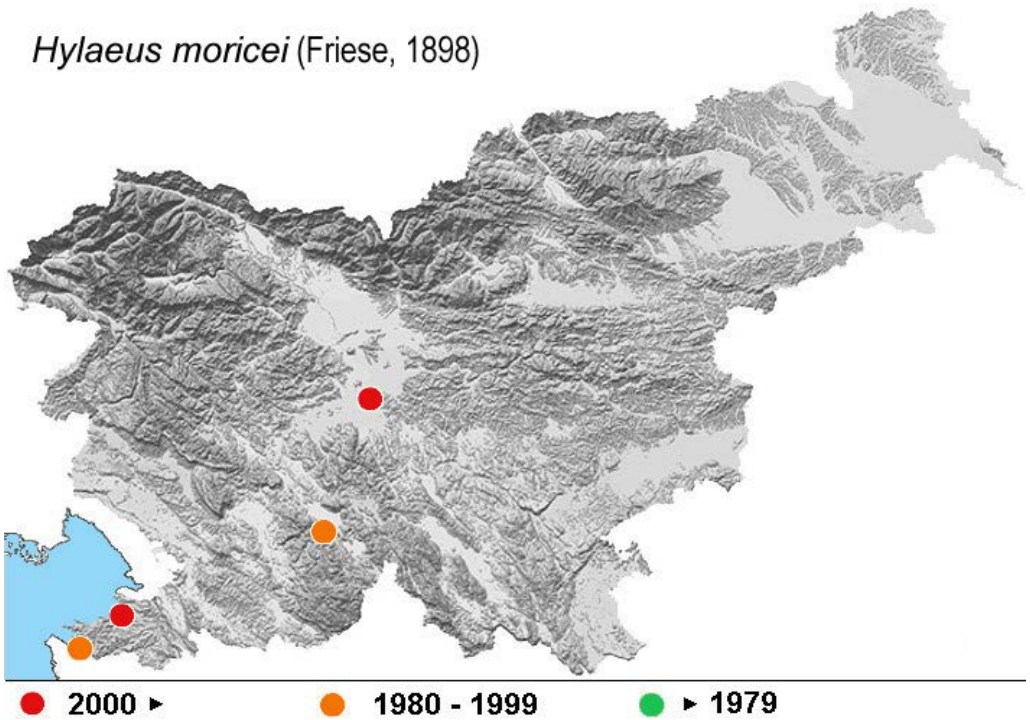 Hylaeus moricei (Friese, 1898)
2000 ► 1980 - 1999 ► 1979